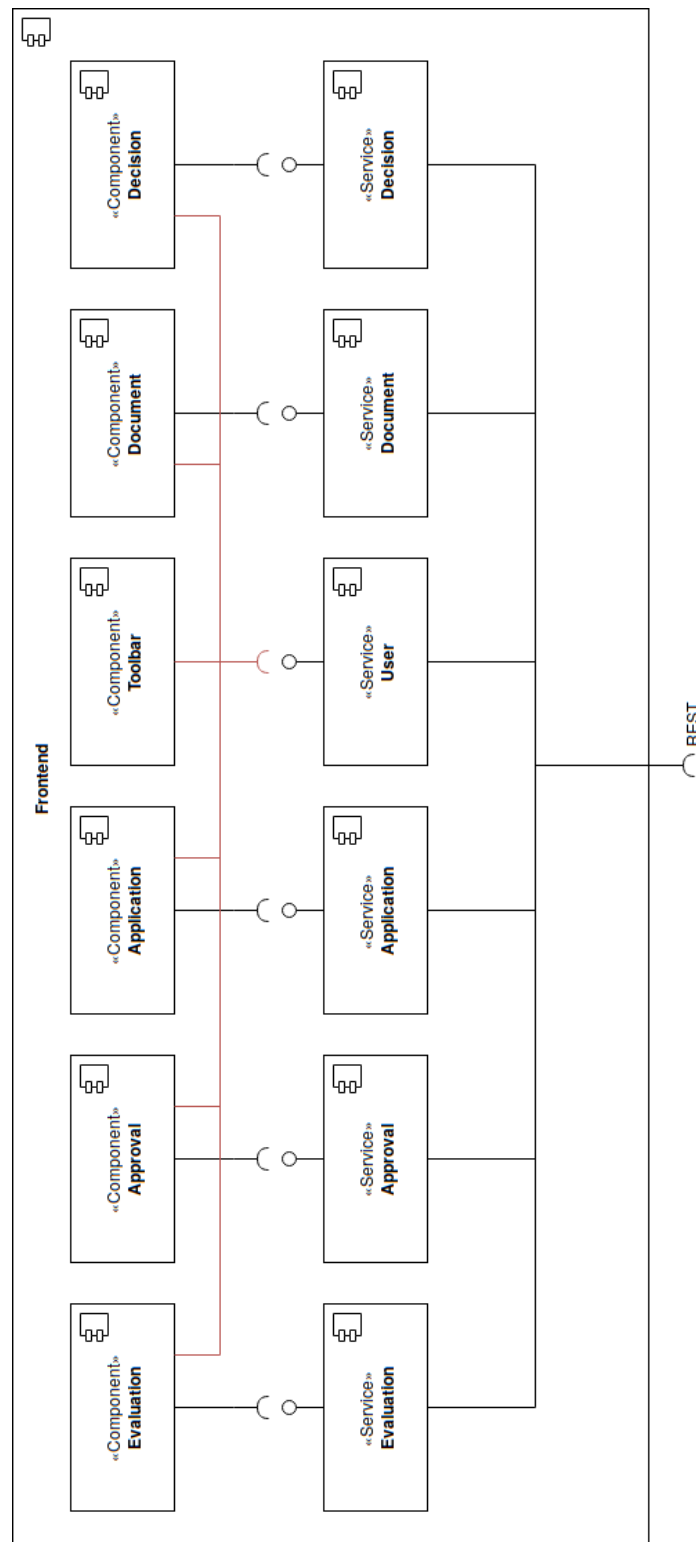 Frontend
«Component»
Evaluation
«Component»
Approval
«Component»
Application
«Component»
Toolbar
«Component»
Document
«Component»
Decision
«Service»
Evaluation
«Service»
Approval
«Service»
Application
«Service»
User
«Service»
Document
«Service»
Decision
REST